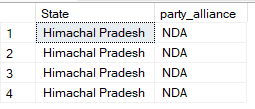 State party_alliance
1 Himachal Pradesh NDA
2 Himachal Pradesh NDA
3 Himachal Pradesh NDA
4 Himachal Pradesh NDA